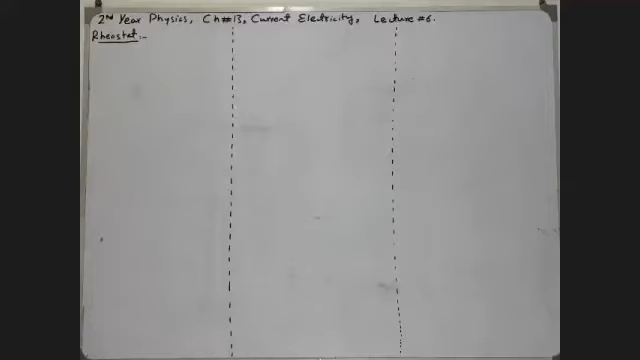 2nd Year Physics, Ch#13, Current Electricity, Lecture #6.
Rheostat...